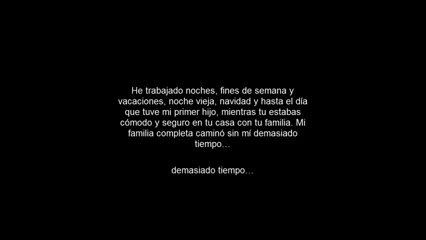 He trabajado noches, fines de semana y
vacaciones, noche vieja, navidad y hasta el día
que tuve mi primer hijo, mientras tu estabas
cómodo y seguro en tu casa con tu familia. Mi
familia completa caminó sin mí demasiado
tiempo...
demasiado tiempo...